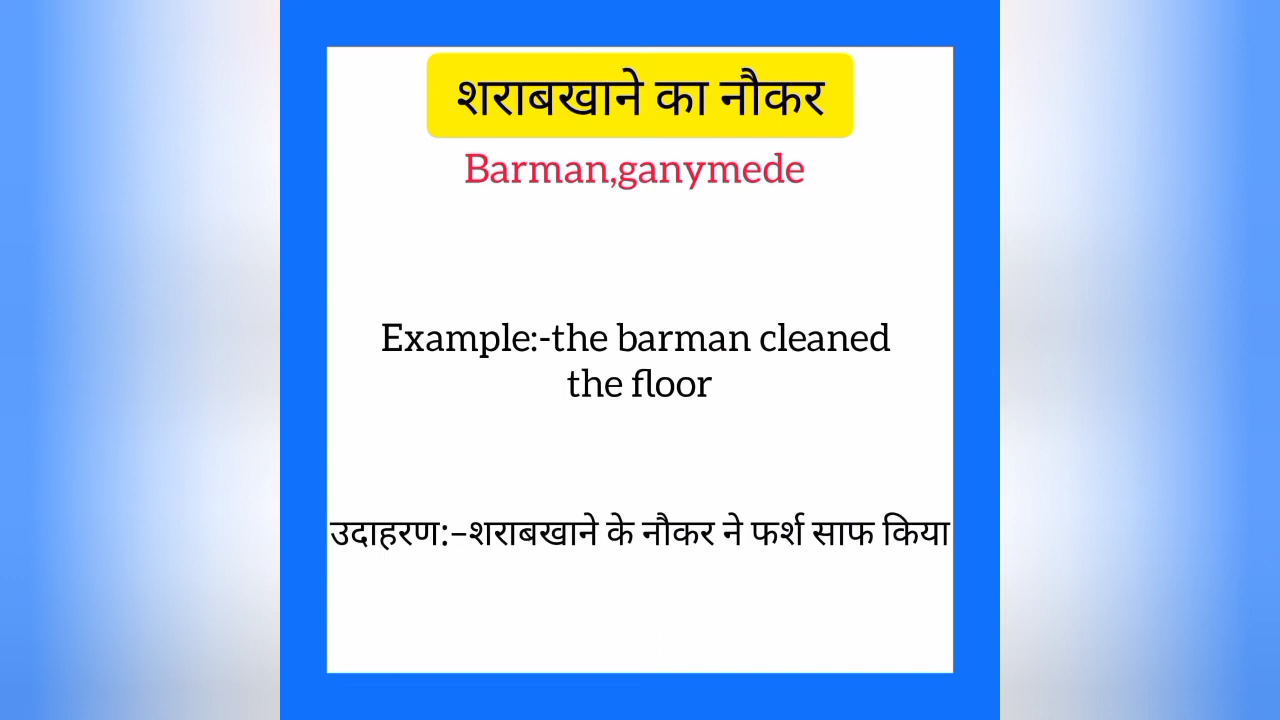 शराबखाने का नौकर
Barman,ganymede
Example:-the barman cleaned
the floor
उदाहरण:–शराबखाने के नौकर ने फर्श साफ किया